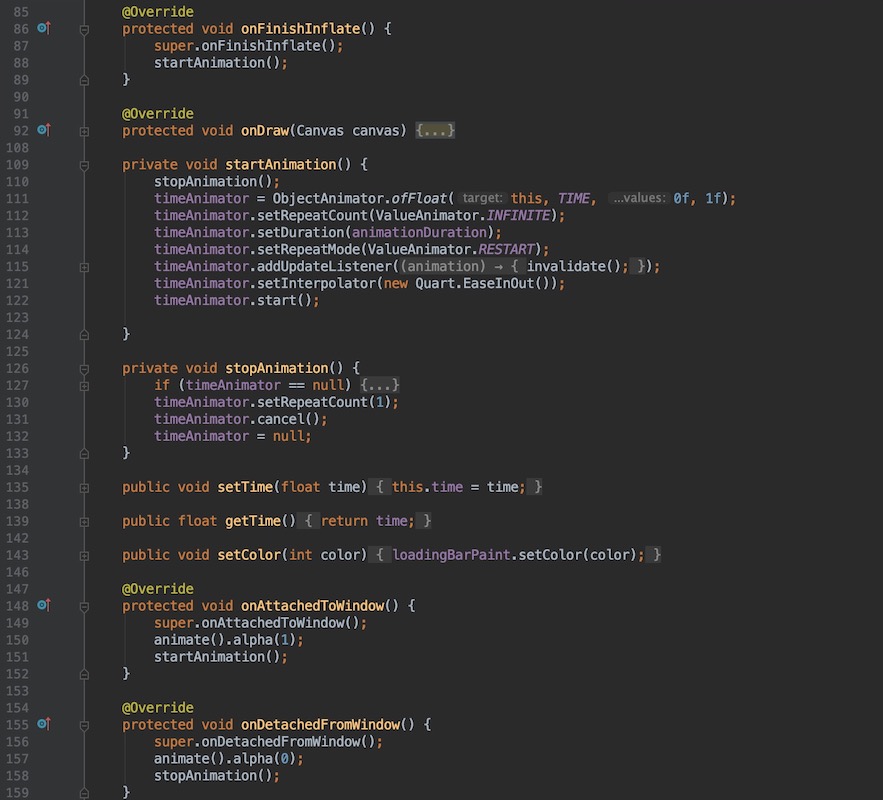 85 @Override
86 protected void onFinishInflate() {
87 super.onFinishInflate();
88 startAnimation();
89 }
90
91 @Override
92 protected void onDraw(Canvas canvas) {...}
108
109 private void startAnimation() {
110 stopAnimation();
111 timeAnimator = ObjectAnimator.ofFloat( target: this, TIME, ...values: 0f, 1f);
112 timeAnimator.setRepeatCount(ValueAnimator.INFINITE);
113 timeAnimator.setDuration(animationDuration);
114 timeAnimator.setRepeatMode(ValueAnimator.RESTART);
115 timeAnimator.addUpdateListener((animation) → { invalidate(); });
121 timeAnimator.setInterpolator(new Quart.EaseInOut());
122 timeAnimator.start();
123
124 }
125
126 private void stopAnimation() {
127 if (timeAnimator == null) {...}
130 timeAnimator.setRepeatCount(1);
131 timeAnimator.cancel();
132 timeAnimator = null;
133 }
134
135 public void setTime(float time) { this.time = time; }
138
139 public float getTime() { return time; }
142
143 public void setColor(int color) { loadingBarPaint.setColor(color); }
146
147 @Override
148 protected void onAttachedToWindow() {
149 super.onAttachedToWindow();
150 animate().alpha(1);
151 startAnimation();
152 }
153
154 @Override
155 protected void onDetachedFromWindow() {
156 super.onDetachedFromWindow();
157 animate().alpha(0);
158 stopAnimation();
159 }